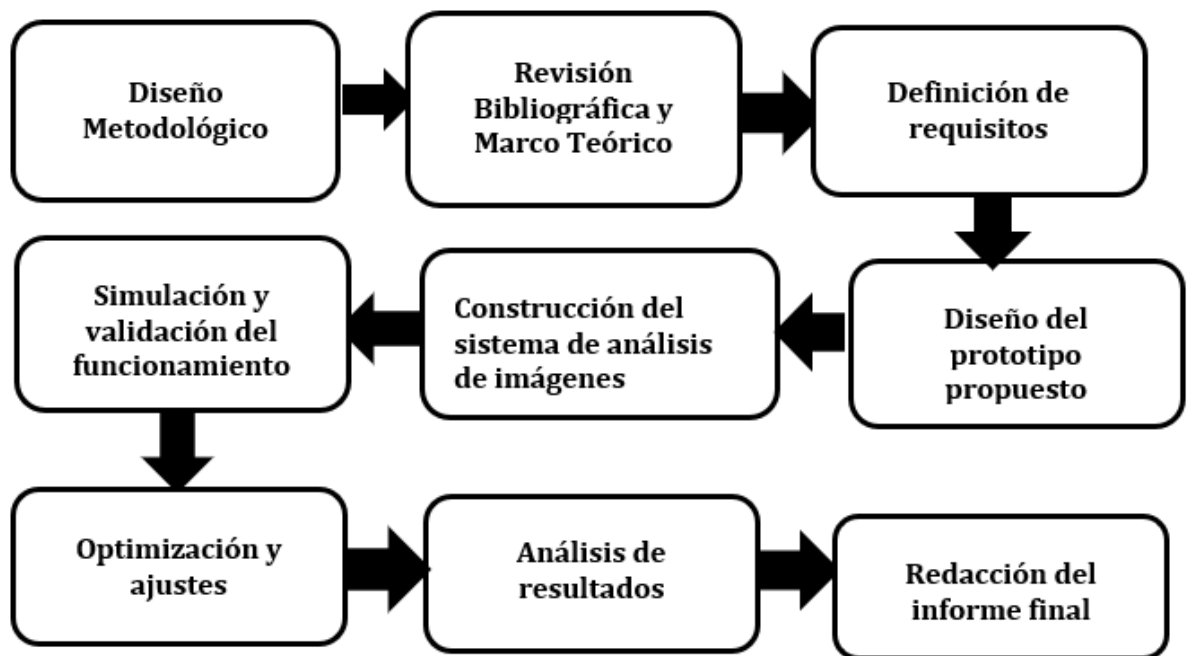 Diseño
Metodológico
Revisión
Bibliográfica y
Marco Teórico
Definición de
requisitos
Diseño del
prototipo
propuesto
Construcción del
sistema de análisis
de imágenes
Simulación y
validación del
funcionamiento
Optimización y
ajustes
Análisis de
resultados
Redacción del
informe final